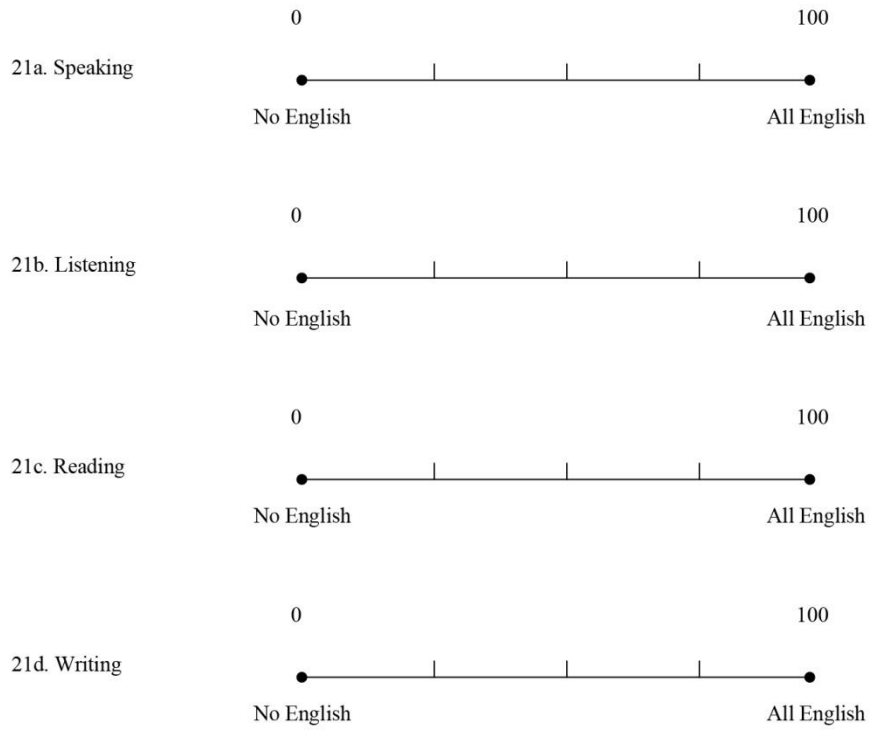 0 100
21a. Speaking
No English All English
0 100
21b. Listening
No English All English
0 100
21c. Reading
No English All English
0 100
21d. Writing
No English All English